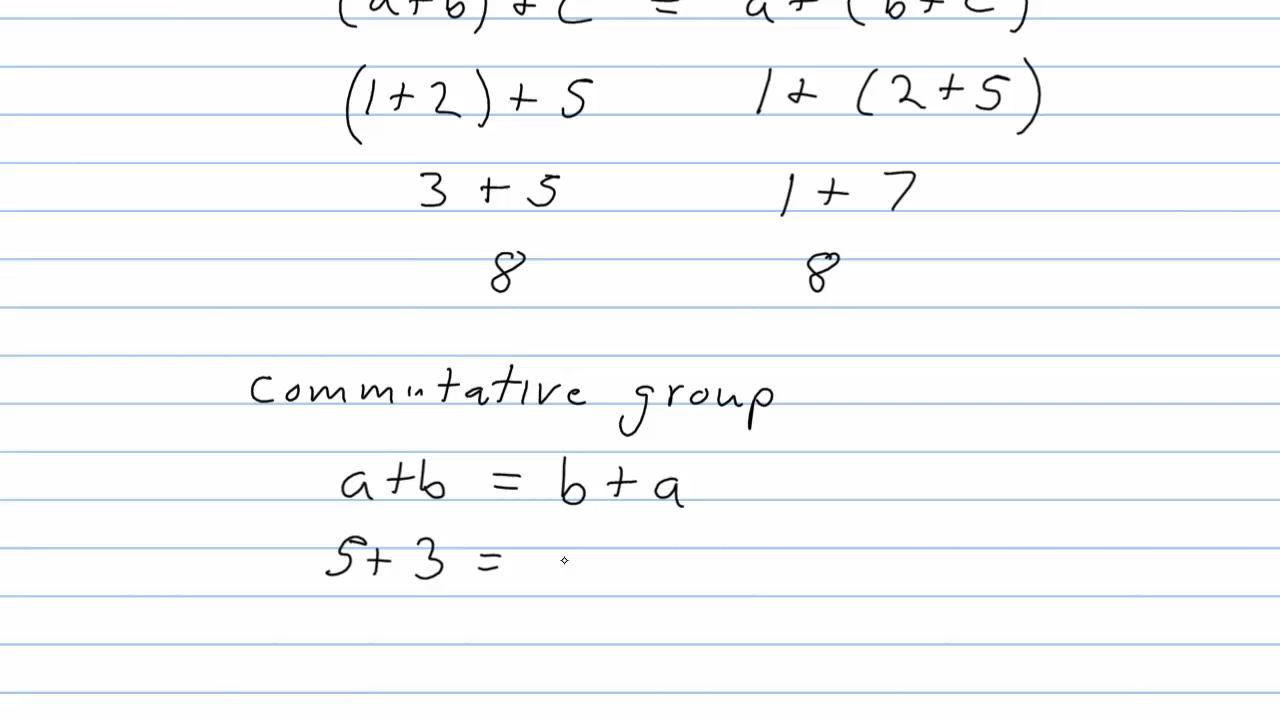 (a+b) + c = a + (b + c)
(1+2) + 5 1 + (2+5)
3 + 5 1 + 7
8 8
Commutative group
a+b = b + a
5+ 3 =